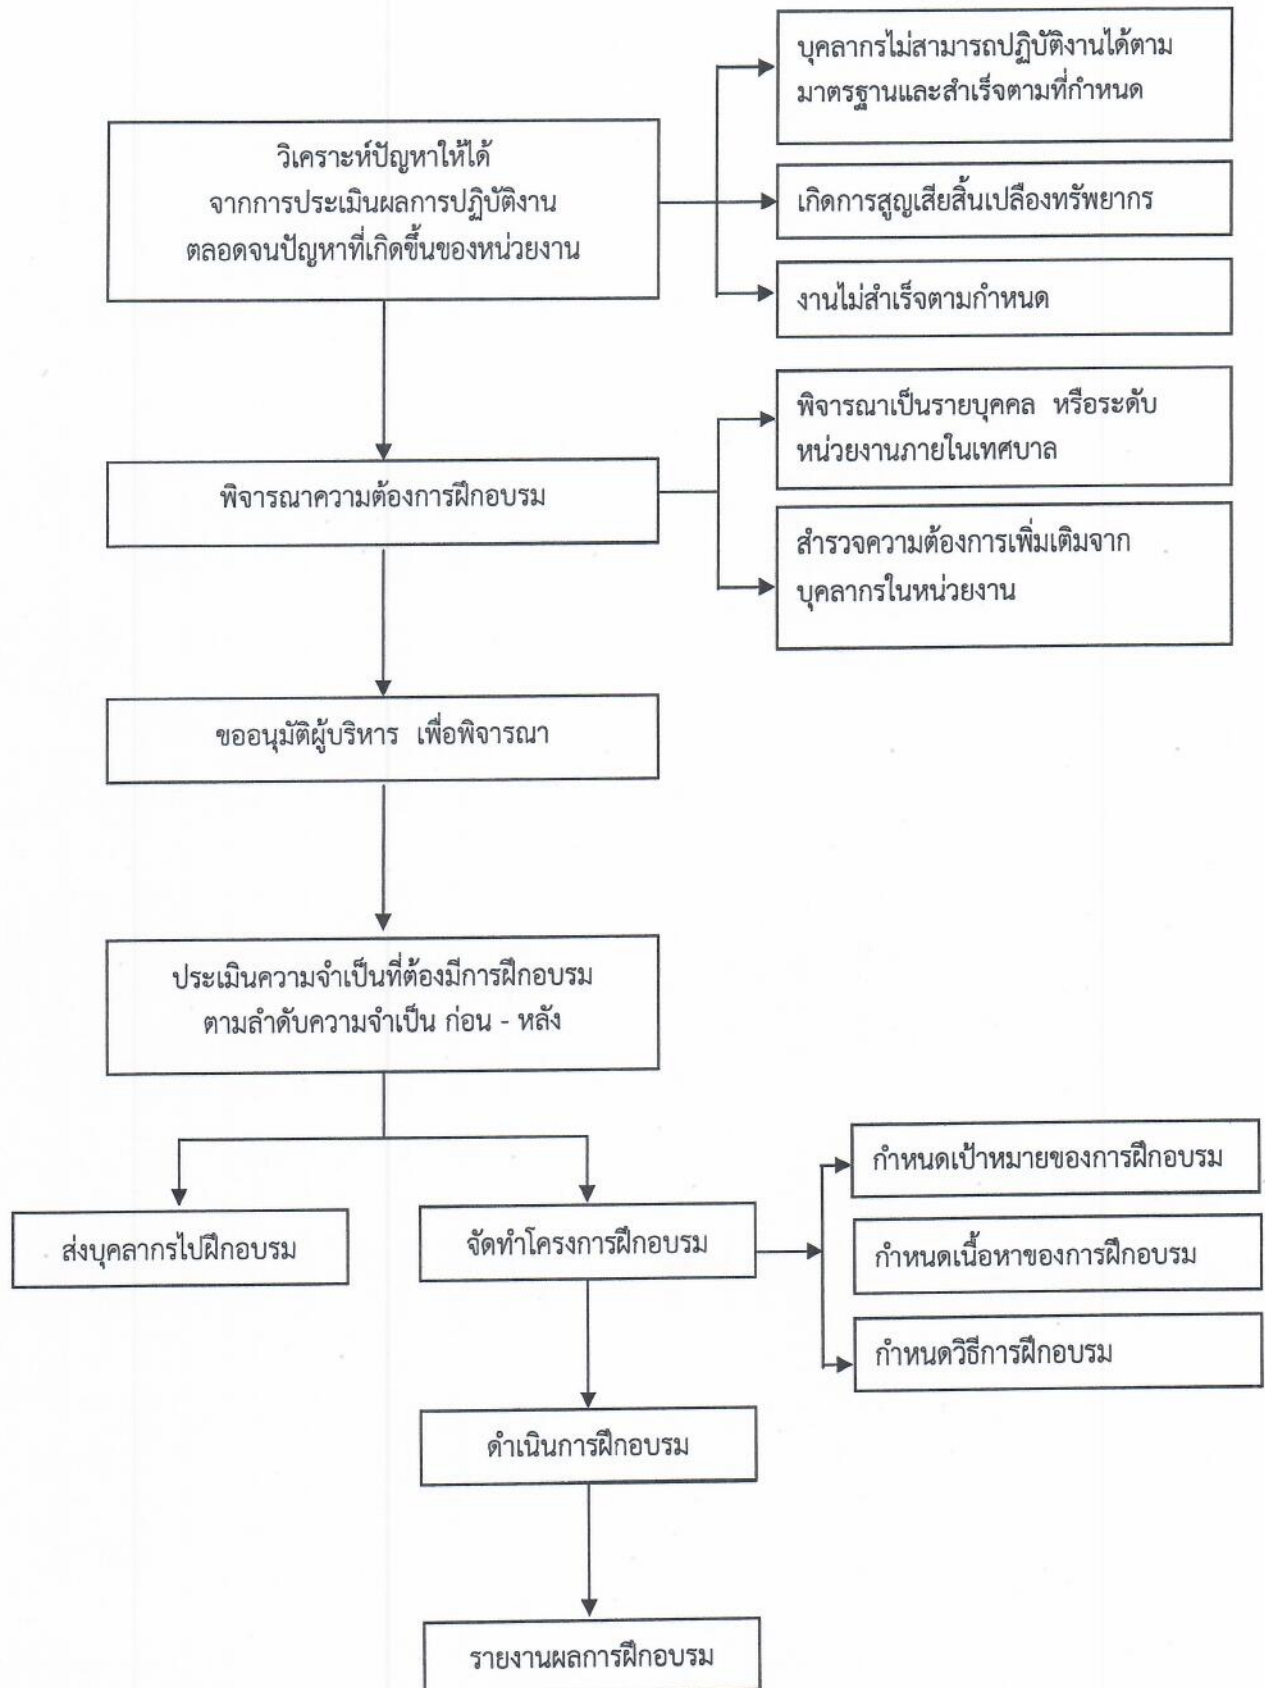 บุคลากรไม่สามารถปฏิบัติงานได้ตาม
มาตรฐานและสำเร็จตามที่กำหนด
วิเคราะห์ปัญหาให้ได้
จากการประเมินผลการปฏิบัติงาน
ตลอดจนปัญหาที่เกิดขึ้นของหน่วยงาน
เกิดการสูญเสียสิ้นเปลืองทรัพยากร
งานไม่สำเร็จตามกำหนด
พิจารณาความต้องการฝึกอบรม
พิจารณาเป็นรายบุคคล หรือระดับ
หน่วยงานภายในเทศบาล
สำรวจความต้องการเพิ่มเติมจาก
บุคลากรในหน่วยงาน
ขออนุมัติผู้บริหาร เพื่อพิจารณา
ประเมินความจำเป็นที่ต้องมีการฝึกอบรม
ตามลำดับความจำเป็น ก่อน - หลัง
ส่งบุคลากรไปฝึกอบรม
จัดทำโครงการฝึกอบรม
กำหนดเป้าหมายของการฝึกอบรม
กำหนดเนื้อหาของการฝึกอบรม
กำหนดวิธีการฝึกอบรม
ดำเนินการฝึกอบรม
รายงานผลการฝึกอบรม